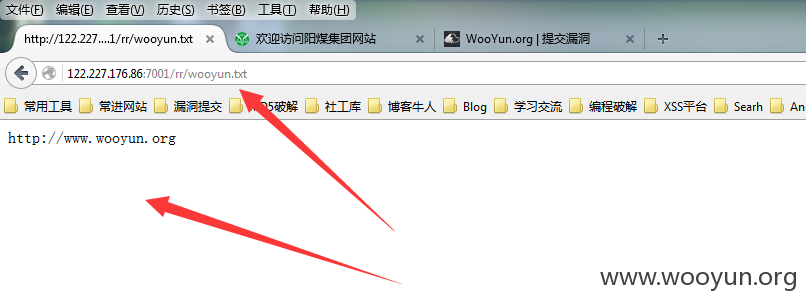 文件(F) 编辑(E) 查看(V) 历史(S) 书签(B) 工具(T) 帮助(H)
http://122.227....1/rr/wooyun.txt × 欢迎访问阳煤集团网站 × WooYun.org | 提交漏洞 × +
122.227.176.86:7001/rr/wooyun.txt
常用工具 常进网站 漏洞提交 社工库 博客牛人 Blog 学习交流 编程破解 XSS平台 Searh An
http://www.wooyun.org
www.wooyun.org